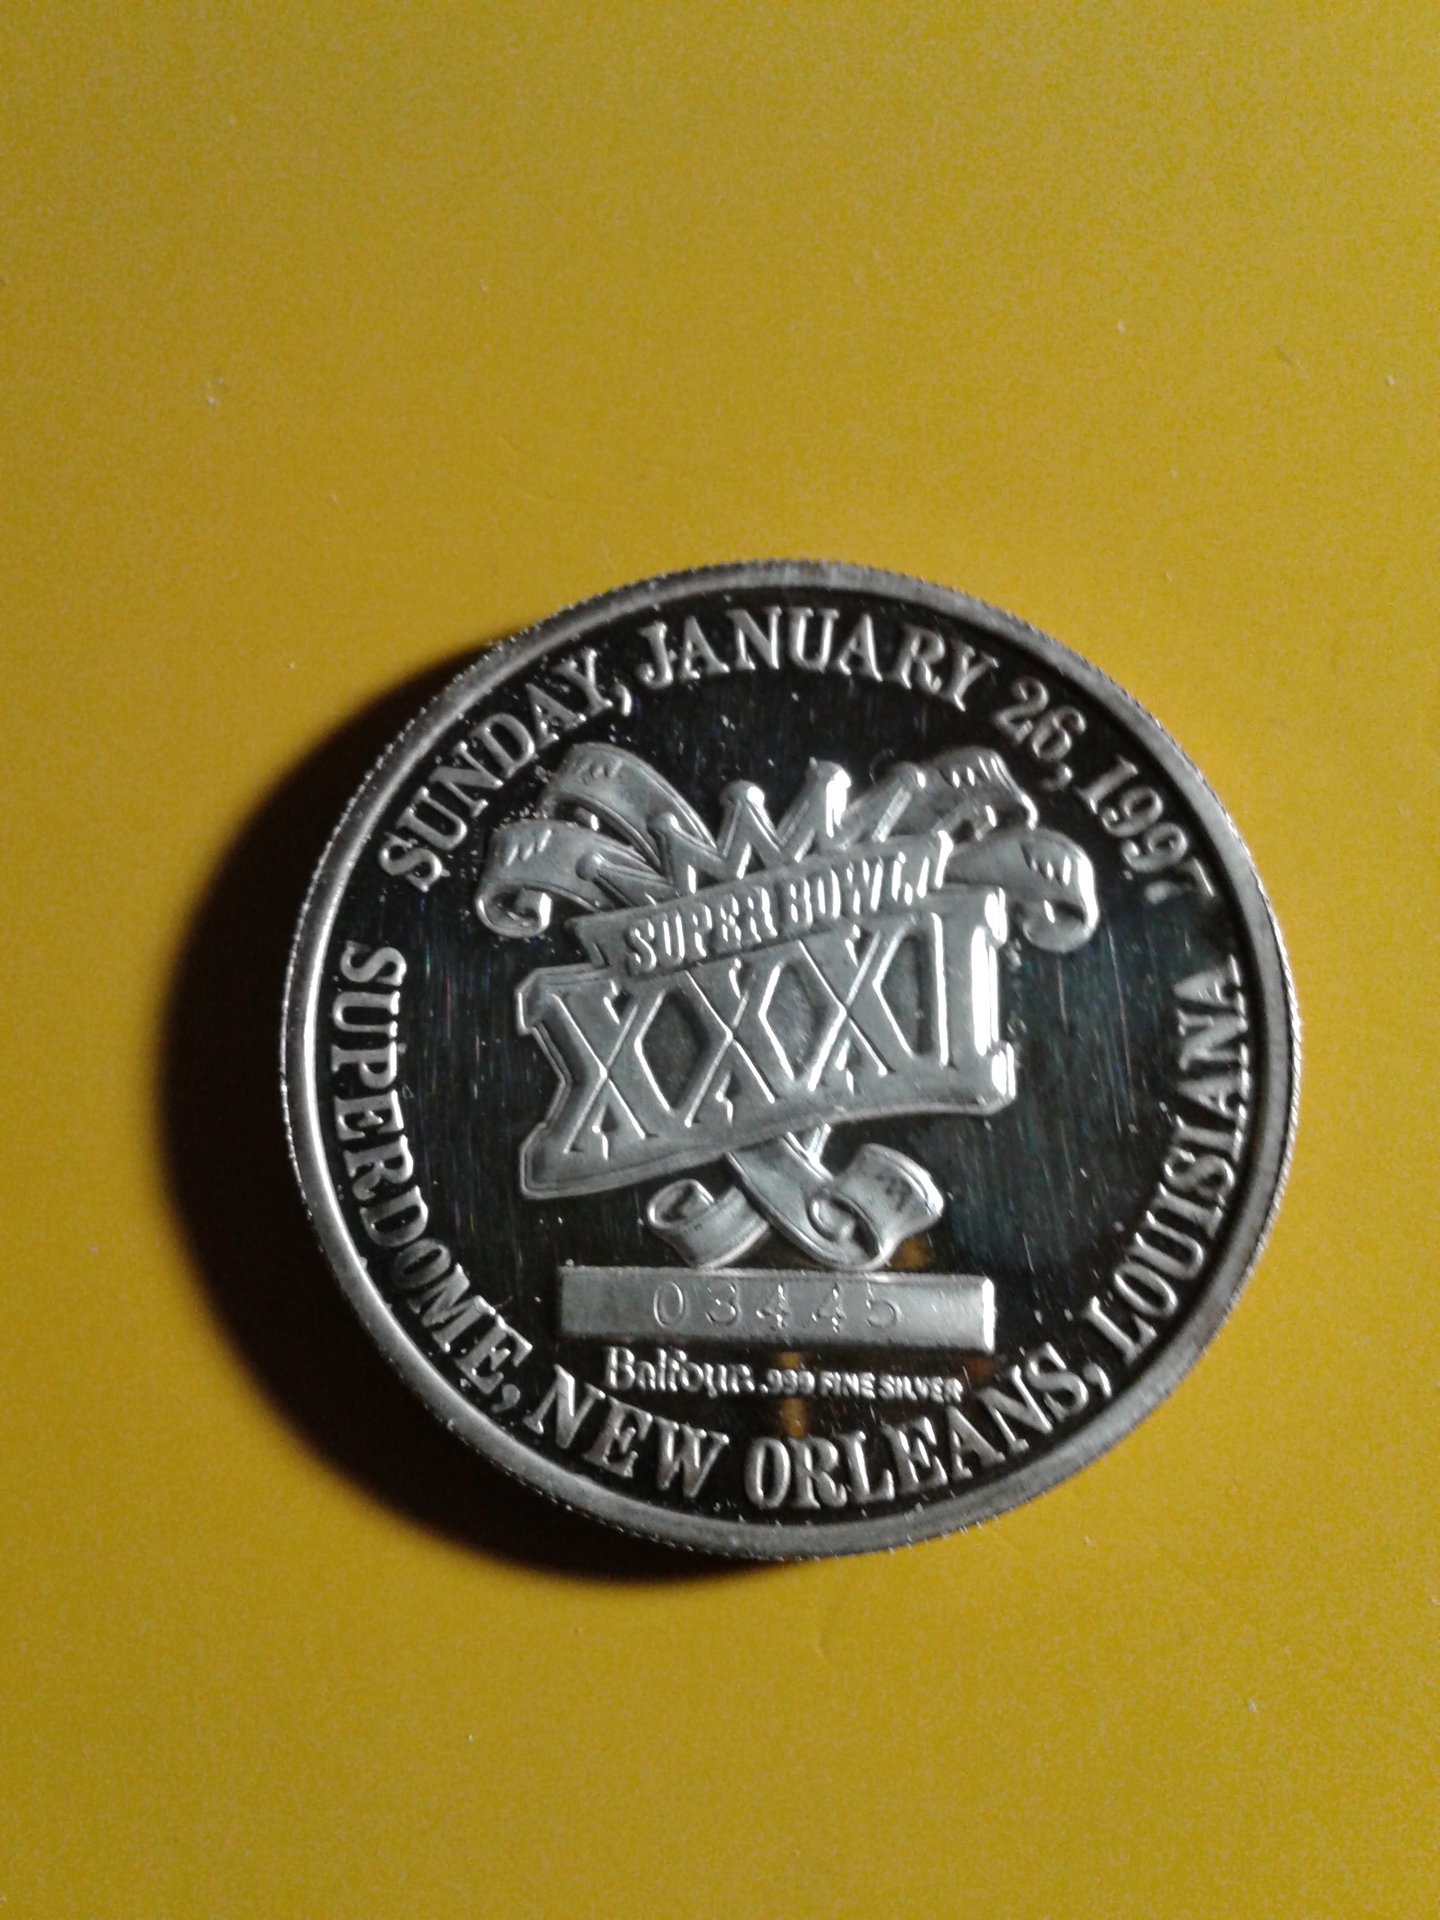 SUNDAY, JANUARY 26, 1997
SUPER BOWL
XXXI
03445
Balfour .999 FINE SILVER
SUPERDOME, NEW ORLEANS, LOUISIANA